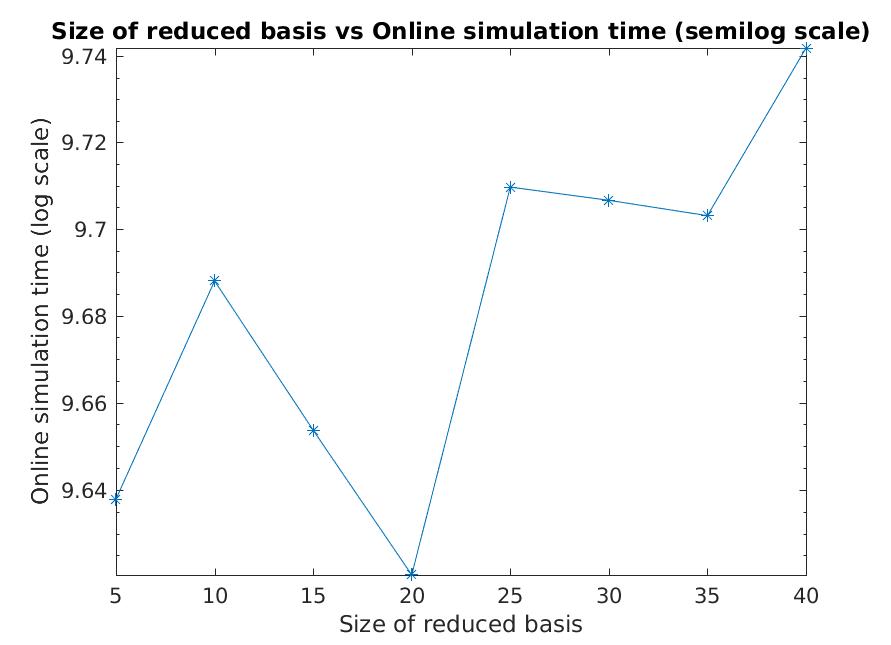 Size of reduced basis vs Online simulation time (semilog scale)
Online simulation time (log scale)
9.74
9.72
9.7
9.68
9.66
9.64
5 10 15 20 25 30 35 40
Size of reduced basis